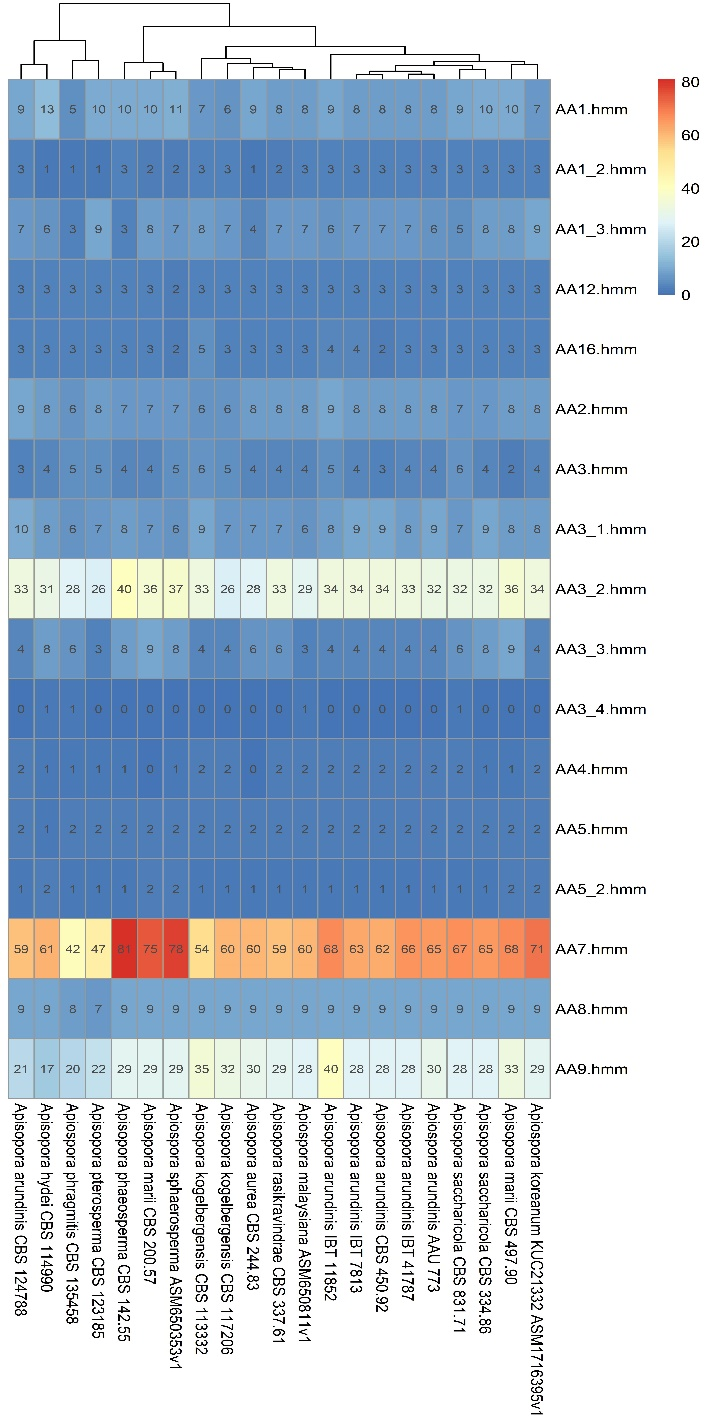 80
60
40
20
0
9 13 5 10 10 10 11 7 6 9 8 8 9 8 8 8 8 9 10 10 7 AA1.hmm
3 1 1 1 3 2 2 3 3 1 2 3 3 3 3 3 3 3 3 3 3 AA1_2.hmm
7 6 3 9 3 8 7 8 7 4 7 7 6 7 7 7 6 5 8 8 9 AA1_3.hmm
3 3 3 3 3 3 2 3 3 3 3 3 3 3 3 3 3 3 3 3 3 AA12.hmm
3 3 3 3 3 3 2 5 3 3 3 3 4 4 2 3 3 3 3 3 3 AA16.hmm
9 8 6 8 7 7 7 6 6 8 8 8 9 8 8 8 8 7 7 8 8 AA2.hmm
3 4 5 5 4 4 5 6 5 4 4 4 5 4 3 4 4 6 4 2 4 AA3.hmm
10 8 6 7 8 7 6 9 7 7 7 6 8 9 9 8 9 7 9 8 8 AA3_1.hmm
33 31 28 26 40 36 37 33 26 28 33 29 34 34 34 33 32 32 32 36 34 AA3_2.hmm
4 8 6 3 8 9 8 4 4 6 6 3 4 4 4 4 4 6 8 9 4 AA3_3.hmm
0 1 1 0 0 0 0 0 0 0 0 1 0 0 0 0 0 1 0 0 0 AA3_4.hmm
2 1 1 1 1 0 1 2 2 0 2 2 2 2 2 2 2 2 1 1 2 AA4.hmm
2 1 2 2 2 2 2 2 2 2 2 2 2 2 2 2 2 2 2 2 2 AA5.hmm
1 2 1 1 1 2 2 1 1 1 1 1 1 1 1 1 1 1 1 2 2 AA5_2.hmm
59 61 42 47 81 75 78 54 60 60 59 60 68 63 62 66 65 67 65 68 71 AA7.hmm
9 9 8 7 9 9 9 9 9 9 9 9 9 9 9 9 9 9 9 9 9 AA8.hmm
21 17 20 22 29 29 29 35 32 30 29 28 40 28 28 28 30 28 28 33 29 AA9.hmm
Apisopora arundinis CBS 124788
Apisopora hydei CBS 114990
Apiospora phragmitis CBS 135458
Apisopora pterosperma CBS 123185
Apisopora phaeosperma CBS 142.55
Apisopora marii CBS 200.57
Apiospora sphaerosperma ASM650353v1
Apisopora kogelbergensis CBS 113332
Apisopora kogelbergensis CBS 117206
Apisopora aurea CBS 244.83
Apisopora rasikravindrae CBS 337.61
Apiospora malaysiana ASM650811v1
Apisopora arundinis IBT 11852
Apisopora arundinis IBT 7813
Apisopora arundinis CBS 450.92
Apisopora arundinis IBT 41787
Apiospora arundinis AAU 773
Apisopora saccharicola CBS 831.71
Apisopora saccharicola CBS 334.86
Apisopora marii CBS 497.90
Apiospora koreanum KUC21332 ASM1716395v1